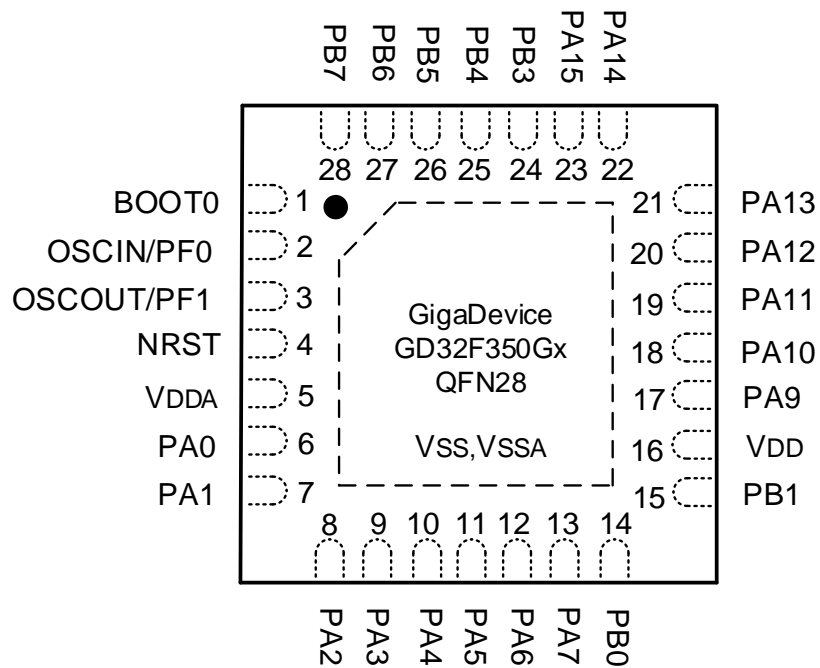 PB7 PB6 PB5 PB4 PB3 PA15 PA14
28 27 26 25 24 23 22
BOOT0 1 21 PA13
OSCIN/PF0 2 20 PA12
OSCOUT/PF1 3 19 PA11
GigaDevice
NRST 4 GD32F350Gx 18 PA10
QFN28
VDDA 5 17 PA9
PA0 6 VSS,VSSA 16 VDD
PA1 7 15 PB1
8 9 10 11 12 13 14
PA2 PA3 PA4 PA5 PA6 PA7 PB0